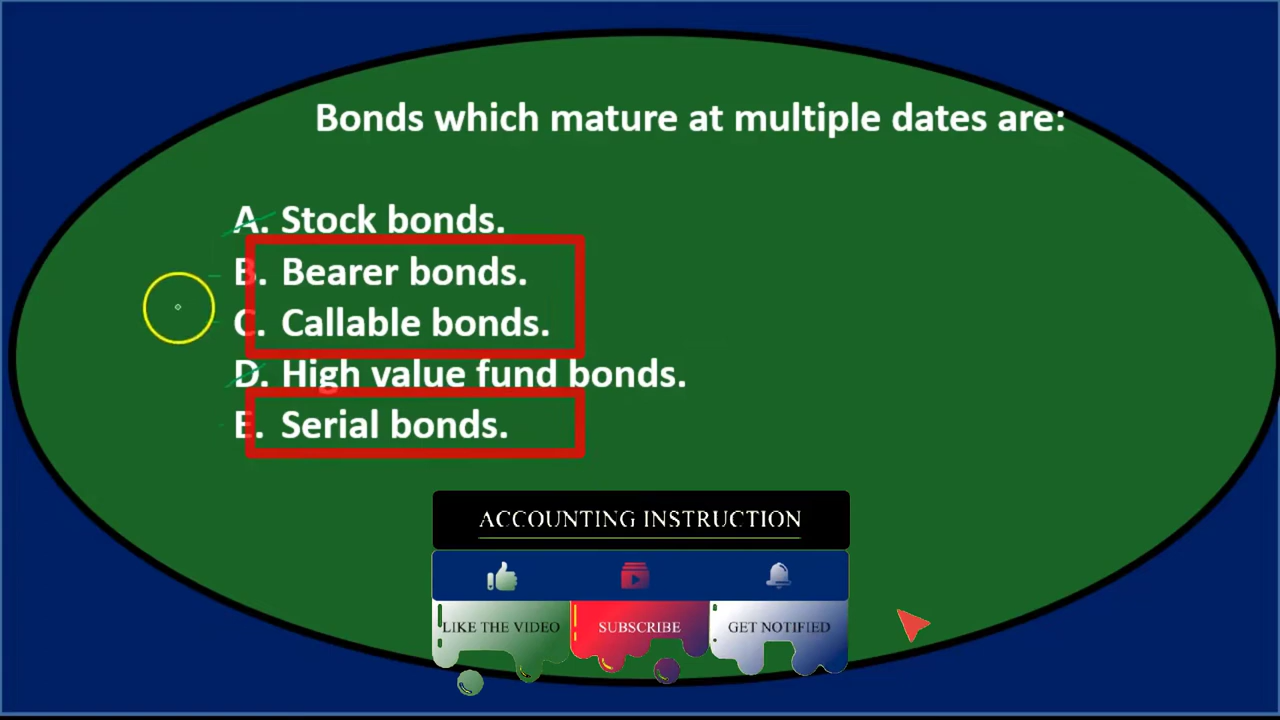 Bonds which mature at multiple dates are:
A. Stock bonds.
B. Bearer bonds.
C. Callable bonds.
D. High value fund bonds.
E. Serial bonds.
ACCOUNTING INSTRUCTION
LIKE THE VIDEO SUBSCRIBE GET NOTIFIED